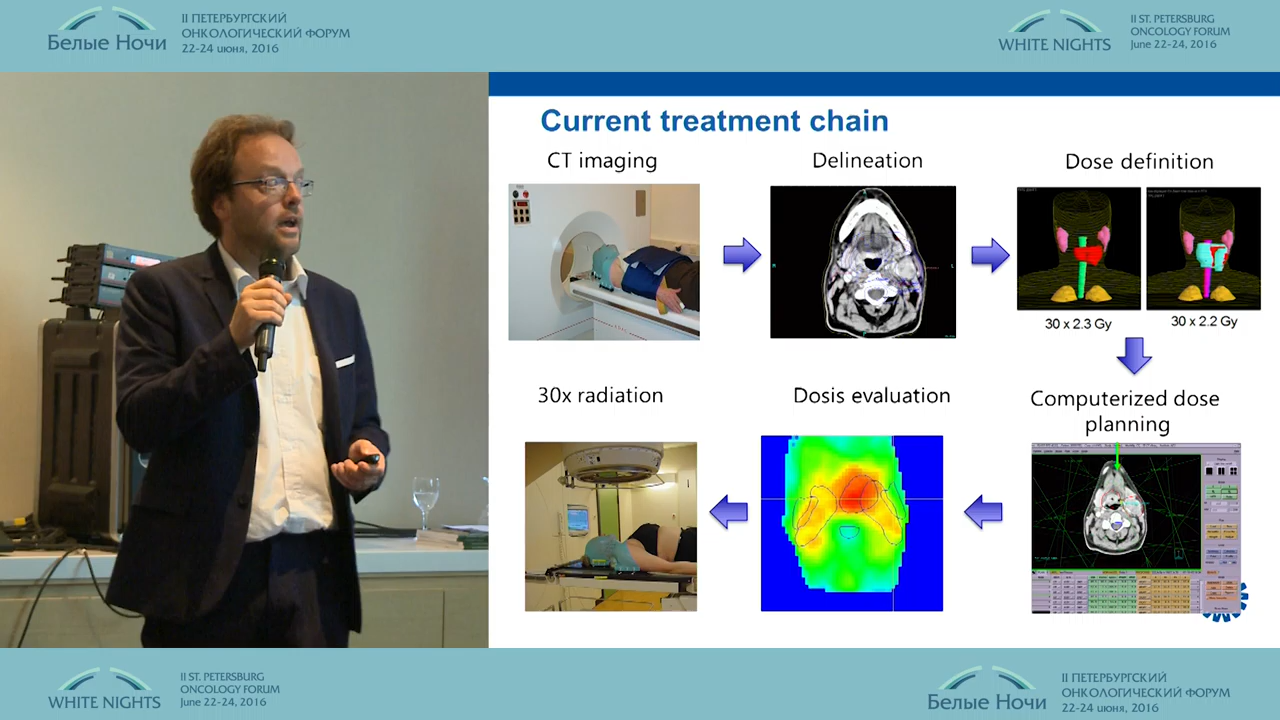 Белые Ночи
II ПЕТЕРБУРГСКИЙ
ОНКОЛОГИЧЕСКИЙ ФОРУМ
22-24 июня, 2016
WHITE NIGHTS
II ST. PETERSBURG
ONCOLOGY FORUM
June 22-24, 2016
Current treatment chain
CT imaging
Delineation
Dose definition
30 x 2.3 Gy
30 x 2.2 Gy
30x radiation
Dosis evaluation
Computerized dose
planning
WHITE NIGHTS
II ST. PETERSBURG
ONCOLOGY FORUM
June 22-24, 2016
Белые Ночи
II ПЕТЕРБУРГСКИЙ
ОНКОЛОГИЧЕСКИЙ ФОРУМ
22-24 июня, 2016